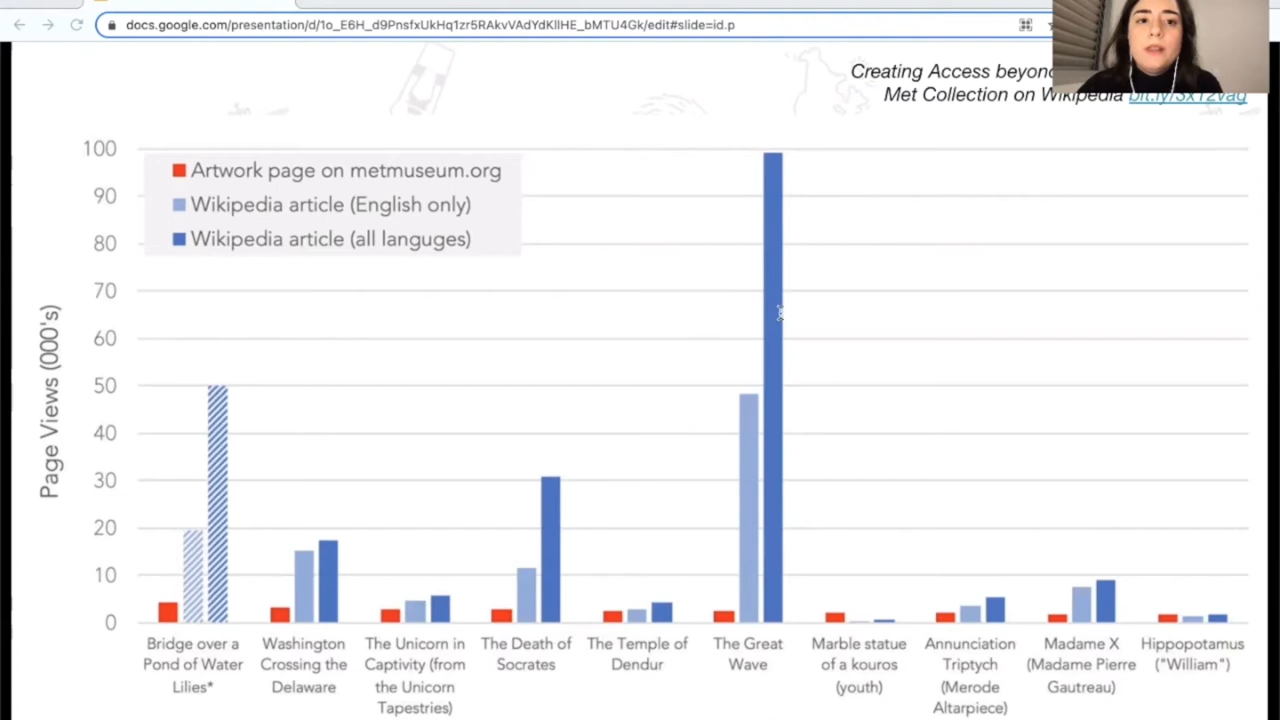 docs.google.com/presentation/d/1o_E6H_d9PnsfxUkHq1zr5RAkvVAdYdKllHE_bMTU4Gk/edit#slide=id.p
Creating Access beyond
Met Collection on Wikipedia
100
90
80
70
60
50
40
30
20
10
0
Page Views (000's)
Artwork page on metmuseum.org
Wikipedia article (English only)
Wikipedia article (all languges)
Bridge over a
Pond of Water
Lilies*
Washington
Crossing the
Delaware
The Unicorn in
Captivity (from
the Unicorn
Tapestries)
The Death of
Socrates
The Temple of
Dendur
The Great
Wave
Marble statue
of a kouros
(youth)
Annunciation
Triptych
(Merode
Altarpiece)
Madame X
(Madame Pierre
Gautreau)
Hippopotamus
("William")